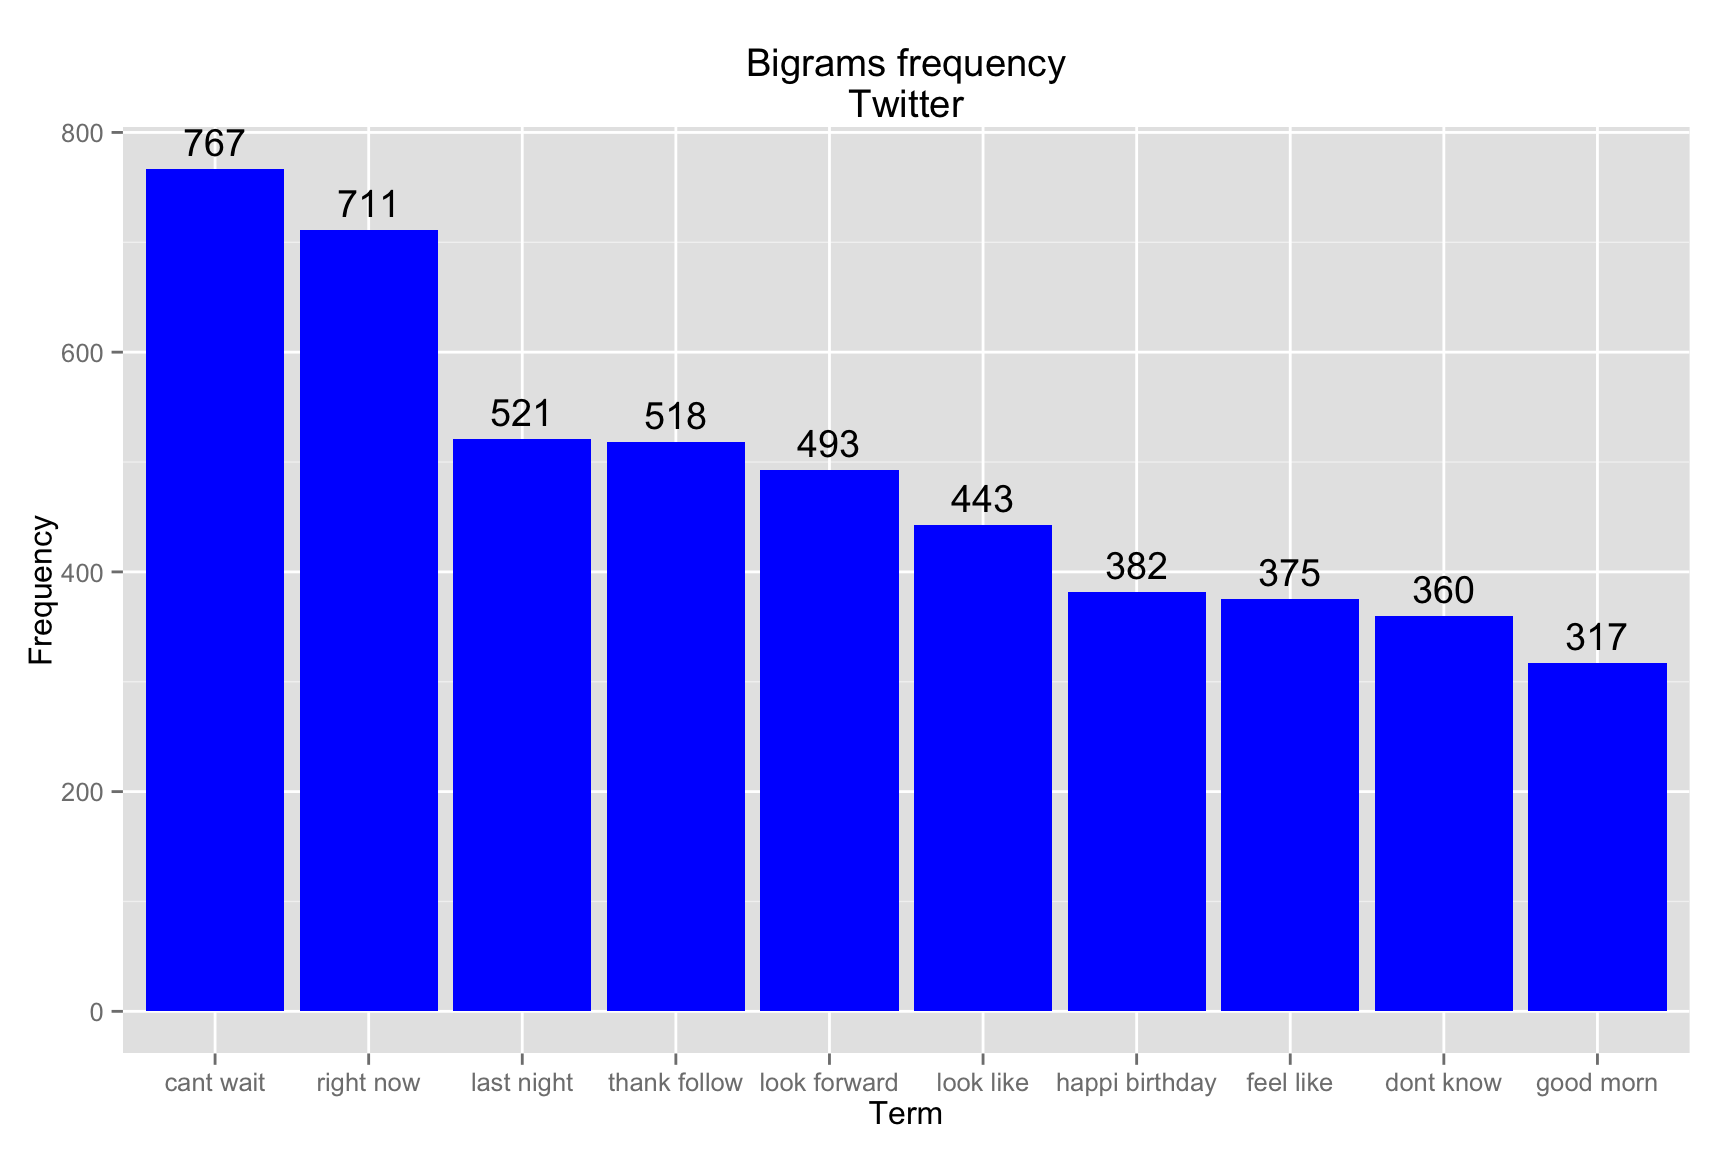 Bigrams frequency
Twitter
Frequency
800
600
400
200
0
767
711
521
518
493
443
382
375
360
317
cant wait
right now
last night
thank follow
look forward
look like
happi birthday
feel like
dont know
good morn
Term